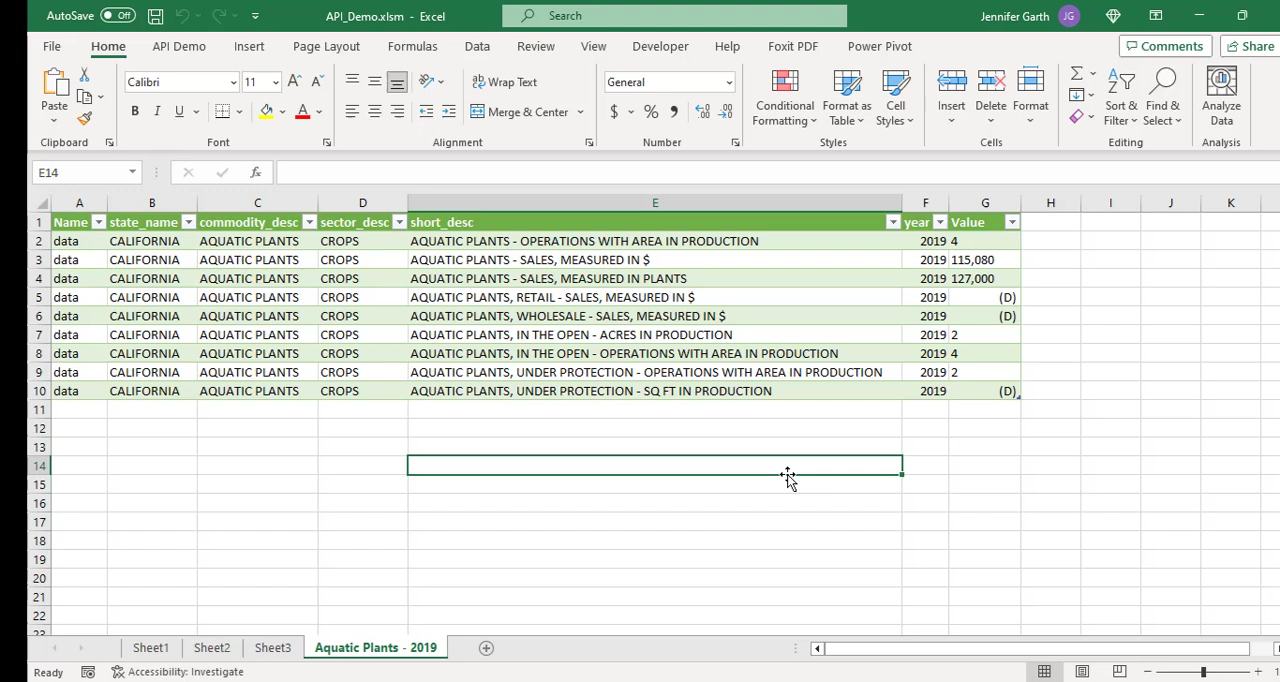 AutoSave Off API_Demo.xlsm - Excel Search Jennifer Garth JG
File Home API Demo Insert Page Layout Formulas Data Review View Developer Help Foxit PDF Power Pivot Comments Share
Calibri 11 Wrap Text General
Paste B I U Merge & Center $ % Conditional Formatting Format as Table Cell Styles Insert Delete Format Sort & Filter Find & Select Analyze Data
Clipboard Font Alignment Number Styles Cells Editing Analysis
E14 fx
A B C D E F G H I J K
1 Name state_name commodity_desc sector_desc short_desc year Value
2 data CALIFORNIA AQUATIC PLANTS CROPS AQUATIC PLANTS - OPERATIONS WITH AREA IN PRODUCTION 2019 4
3 data CALIFORNIA AQUATIC PLANTS CROPS AQUATIC PLANTS - SALES, MEASURED IN $ 2019 115,080
4 data CALIFORNIA AQUATIC PLANTS CROPS AQUATIC PLANTS - SALES, MEASURED IN PLANTS 2019 127,000
5 data CALIFORNIA AQUATIC PLANTS CROPS AQUATIC PLANTS, RETAIL - SALES, MEASURED IN $ 2019 (D)
6 data CALIFORNIA AQUATIC PLANTS CROPS AQUATIC PLANTS, WHOLESALE - SALES, MEASURED IN $ 2019 (D)
7 data CALIFORNIA AQUATIC PLANTS CROPS AQUATIC PLANTS, IN THE OPEN - ACRES IN PRODUCTION 2019 2
8 data CALIFORNIA AQUATIC PLANTS CROPS AQUATIC PLANTS, IN THE OPEN - OPERATIONS WITH AREA IN PRODUCTION 2019 4
9 data CALIFORNIA AQUATIC PLANTS CROPS AQUATIC PLANTS, UNDER PROTECTION - OPERATIONS WITH AREA IN PRODUCTION 2019 2
10 data CALIFORNIA AQUATIC PLANTS CROPS AQUATIC PLANTS, UNDER PROTECTION - SQ FT IN PRODUCTION 2019 (D)
11
12
13
14
15
16
17
18
19
20
21
22
23
Sheet1 Sheet2 Sheet3 Aquatic Plants - 2019
Ready Accessibility: Investigate